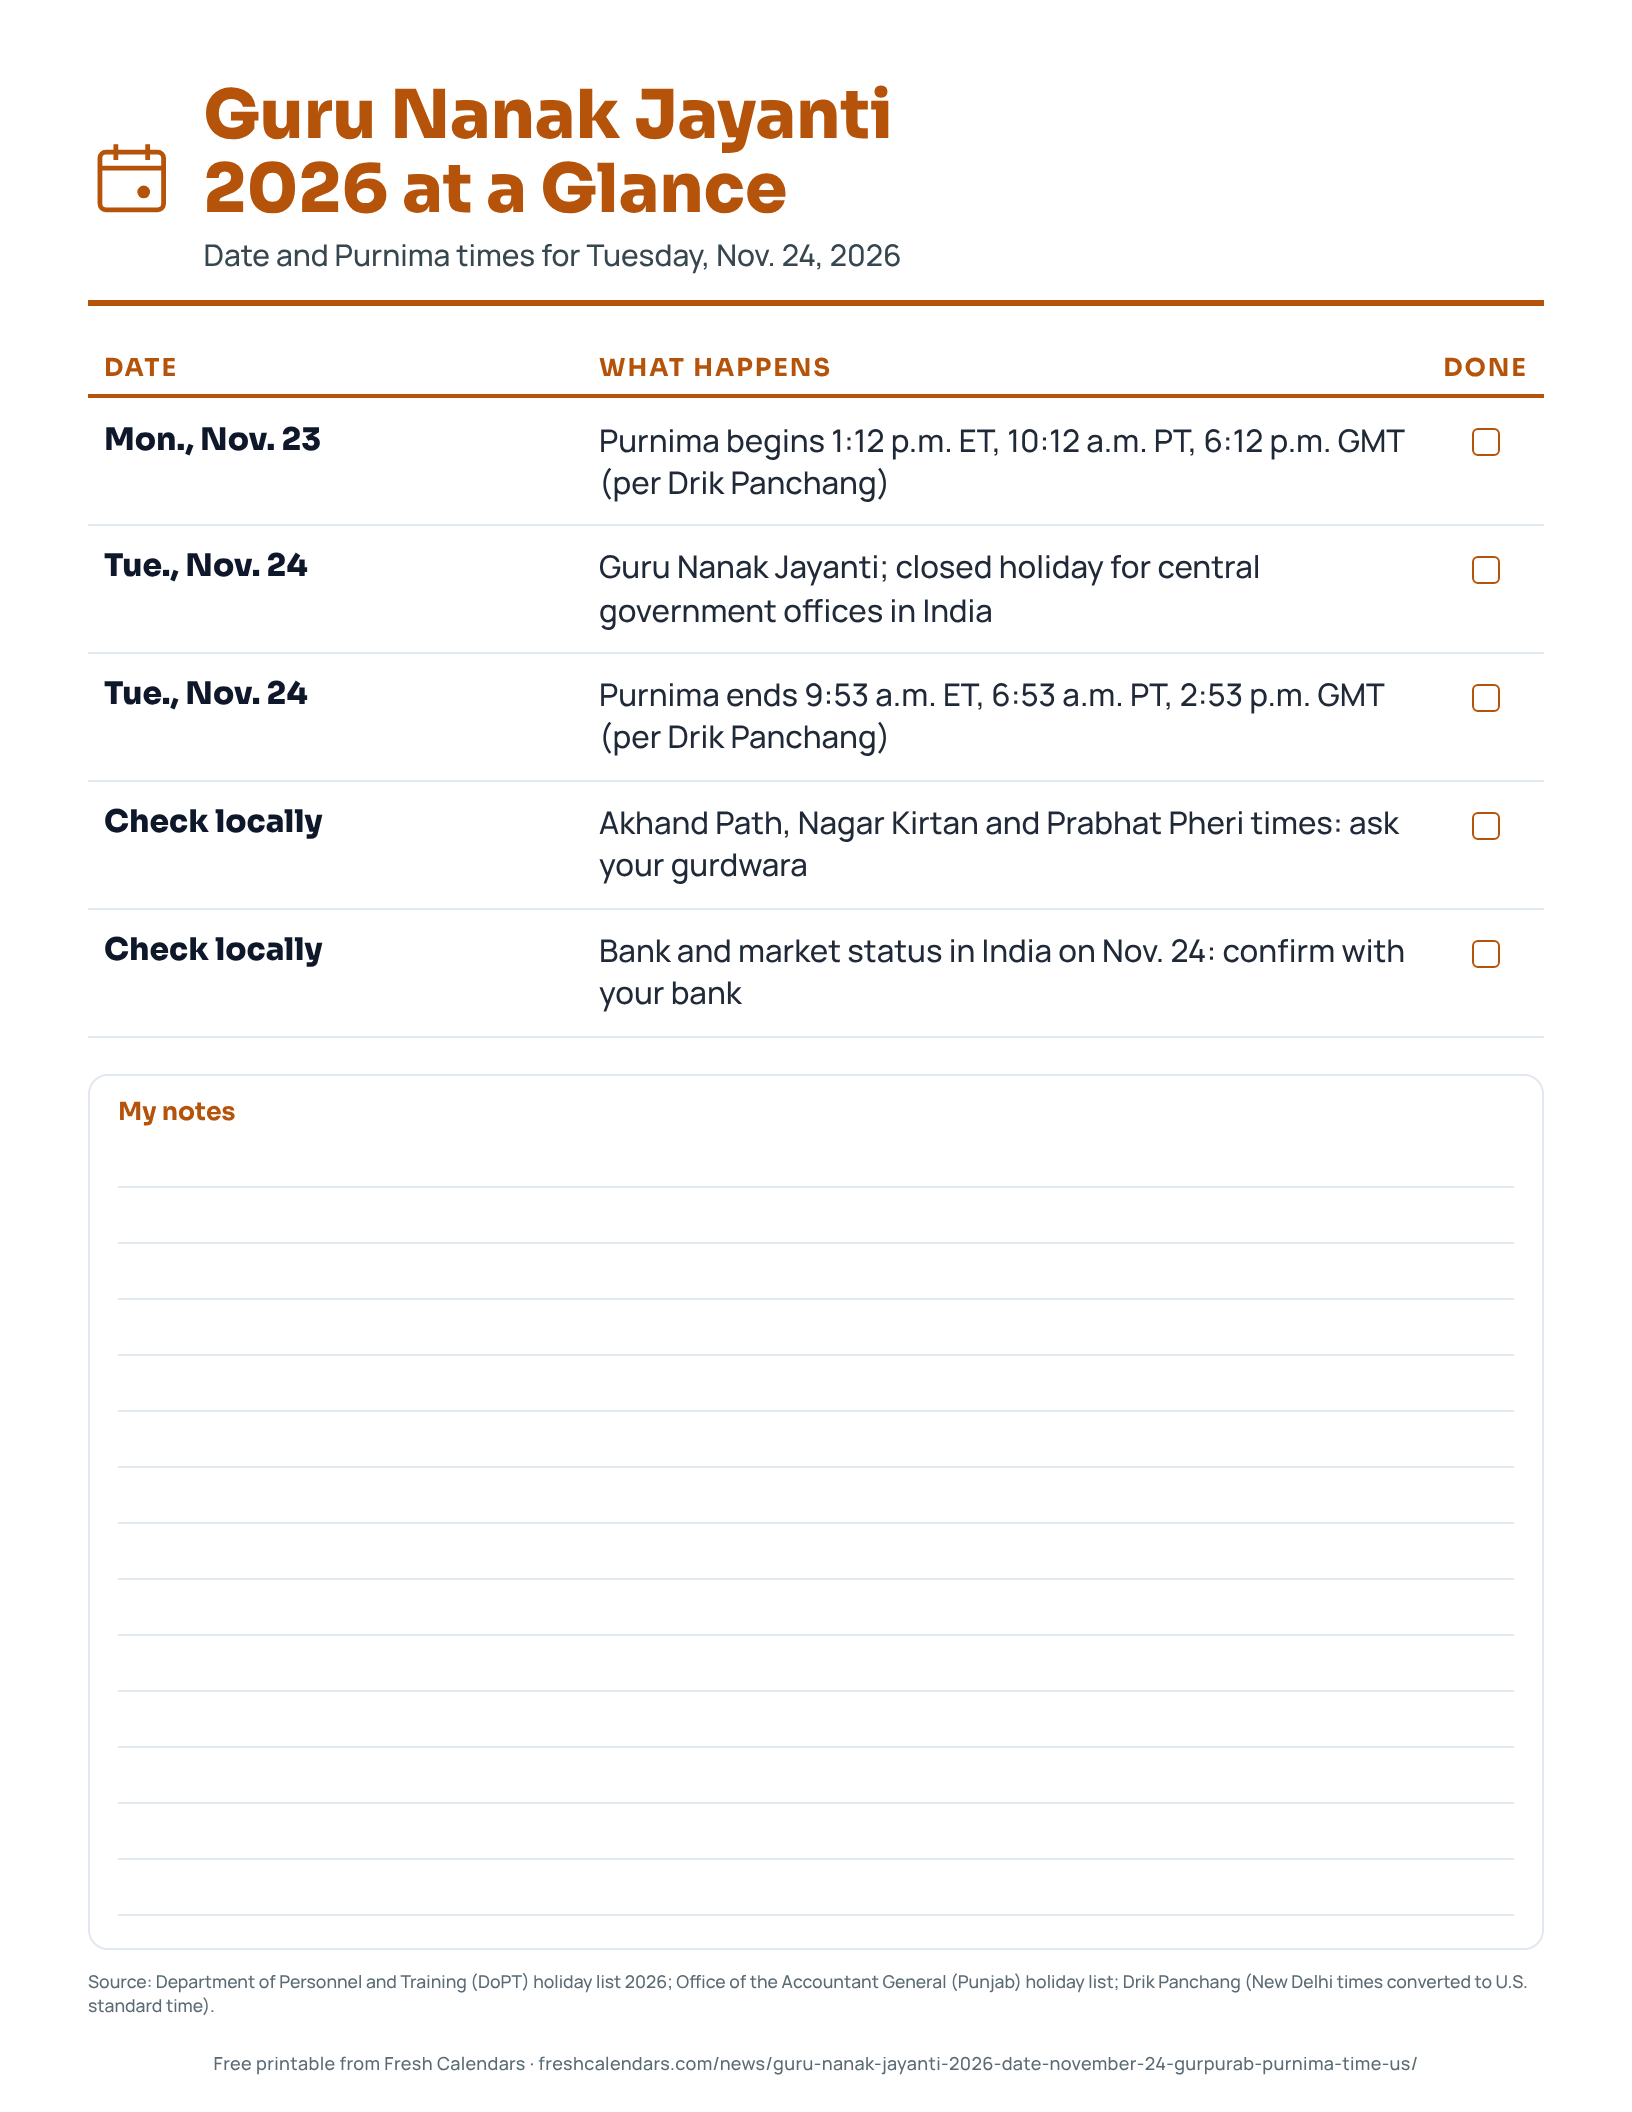 Guru Nanak Jayanti
2026 at a Glance
Date and Purnima times for Tuesday, Nov. 24, 2026
DATE WHAT HAPPENS DONE
Mon., Nov. 23 Purnima begins 1:12 p.m. ET, 10:12 a.m. PT, 6:12 p.m. GMT
(per Drik Panchang)
Tue., Nov. 24 Guru Nanak Jayanti; closed holiday for central
government offices in India
Tue., Nov. 24 Purnima ends 9:53 a.m. ET, 6:53 a.m. PT, 2:53 p.m. GMT
(per Drik Panchang)
Check locally Akhand Path, Nagar Kirtan and Prabhat Pheri times: ask
your gurdwara
Check locally Bank and market status in India on Nov. 24: confirm with
your bank
My notes
Source: Department of Personnel and Training (DoPT) holiday list 2026; Office of the Accountant General (Punjab) holiday list; Drik Panchang (New Delhi times converted to U.S.
standard time).
Free printable from Fresh Calendars · freshcalendars.com/news/guru-nanak-jayanti-2026-date-november-24-gurpurab-purnima-time-us/